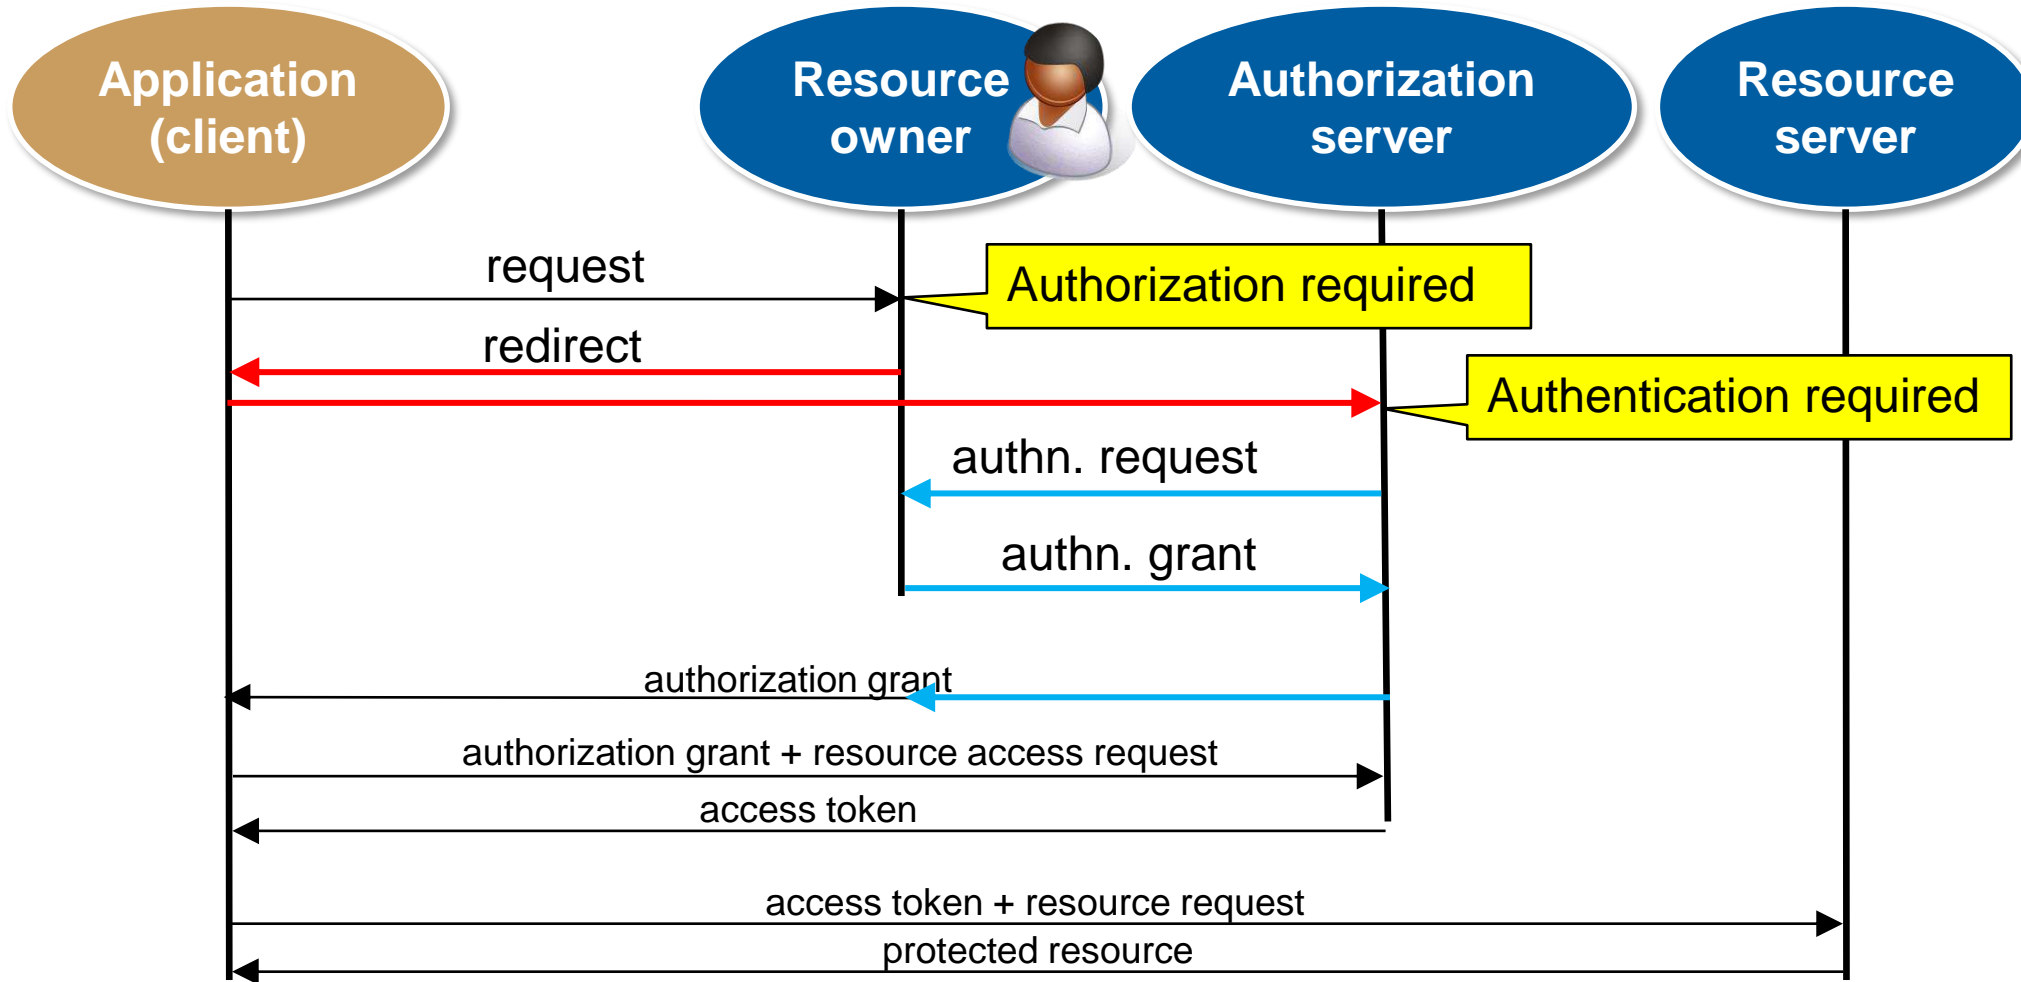 Application
(client)
Resource
owner
Authorization
server
Resource
server
request
Authorization required
redirect
Authentication required
authn. request
authn. grant
authorization grant
authorization grant + resource access request
access token
access token + resource request
protected resource